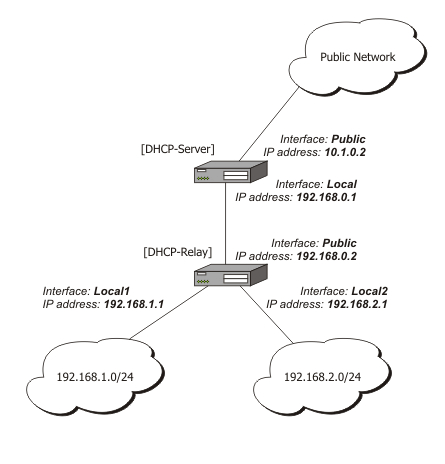 Public Network
Interface: Public
IP address: 10.1.0.2
[DHCP-Server]
Interface: Local
IP address: 192.168.0.1
Interface: Public
IP address: 192.168.0.2
[DHCP-Relay]
Interface: Local1
IP address: 192.168.1.1
Interface: Local2
IP address: 192.168.2.1
192.168.1.0/24
192.168.2.0/24